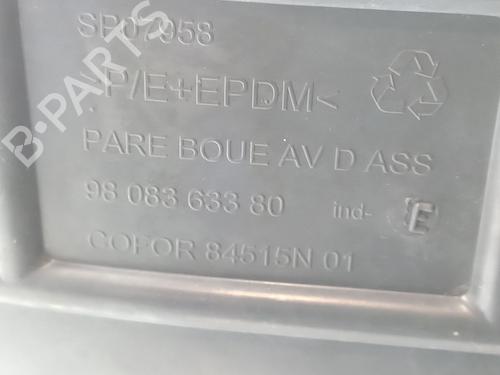 SP07958
>P/E+EPDM<
PARE BOUE AV D ASS
98 083 633 80 ind- E
COFOR 84515N 01
B-PARTS